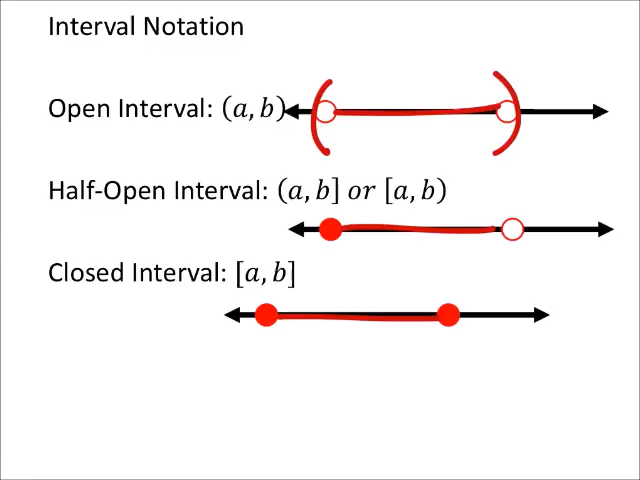 Interval Notation
Open Interval: (a, b)
Half-Open Interval: (a, b] or [a, b)
Closed Interval: [a, b]